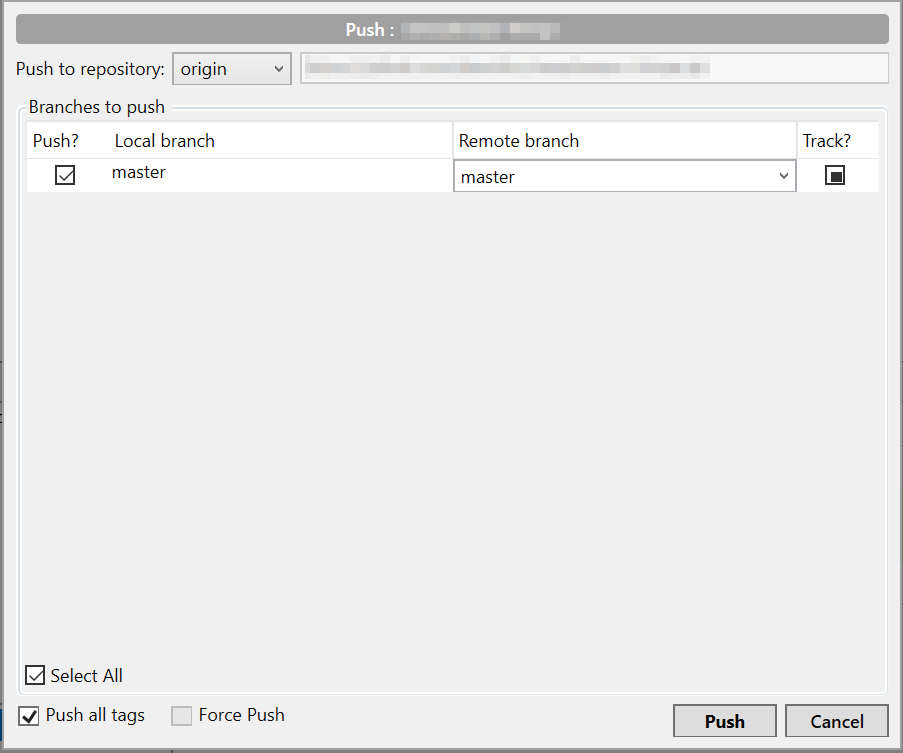 Push :
Push to repository: origin
Branches to push
Push? Local branch Remote branch Track?
master master
Select All
Push all tags Force Push
Push Cancel